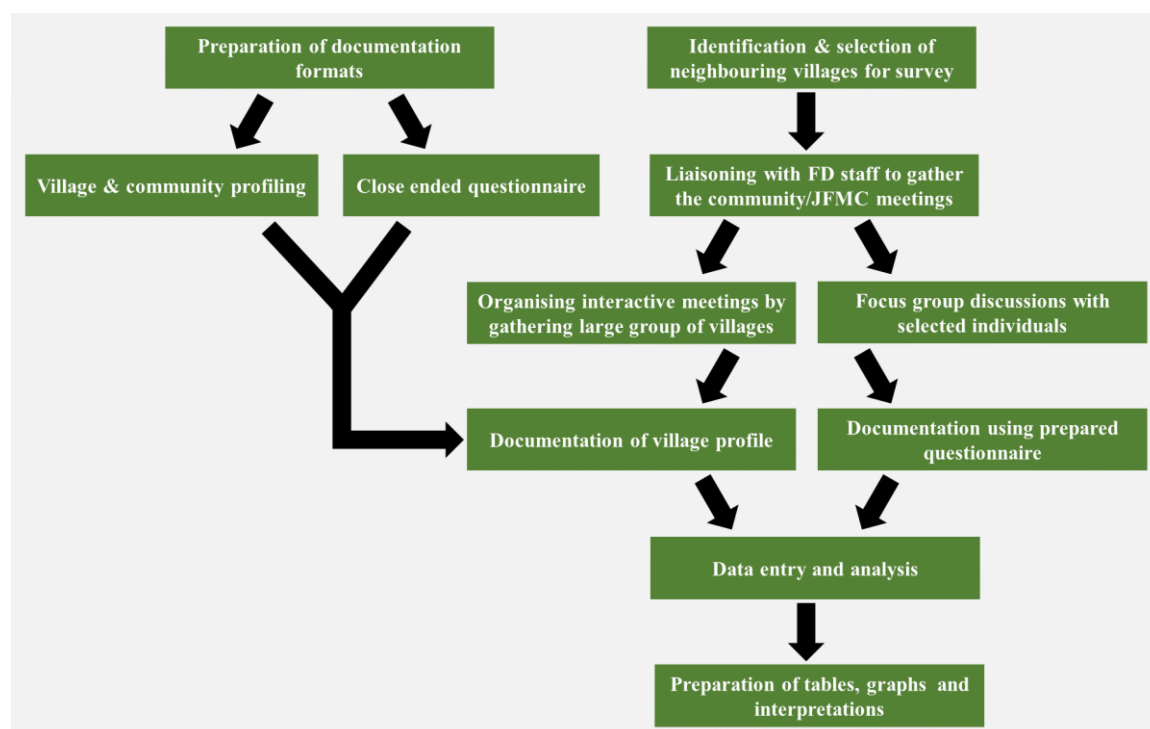 Preparation of documentation
formats
Identification & selection of
neighbouring villages for survey
Village & community profiling
Close ended questionnaire
Liaisoning with FD staff to gather
the community/JFMC meetings
Organising interactive meetings by
gathering large group of villages
Focus group discussions with
selected individuals
Documentation of village profile
Documentation using prepared
questionnaire
Data entry and analysis
Preparation of tables, graphs and
interpretations